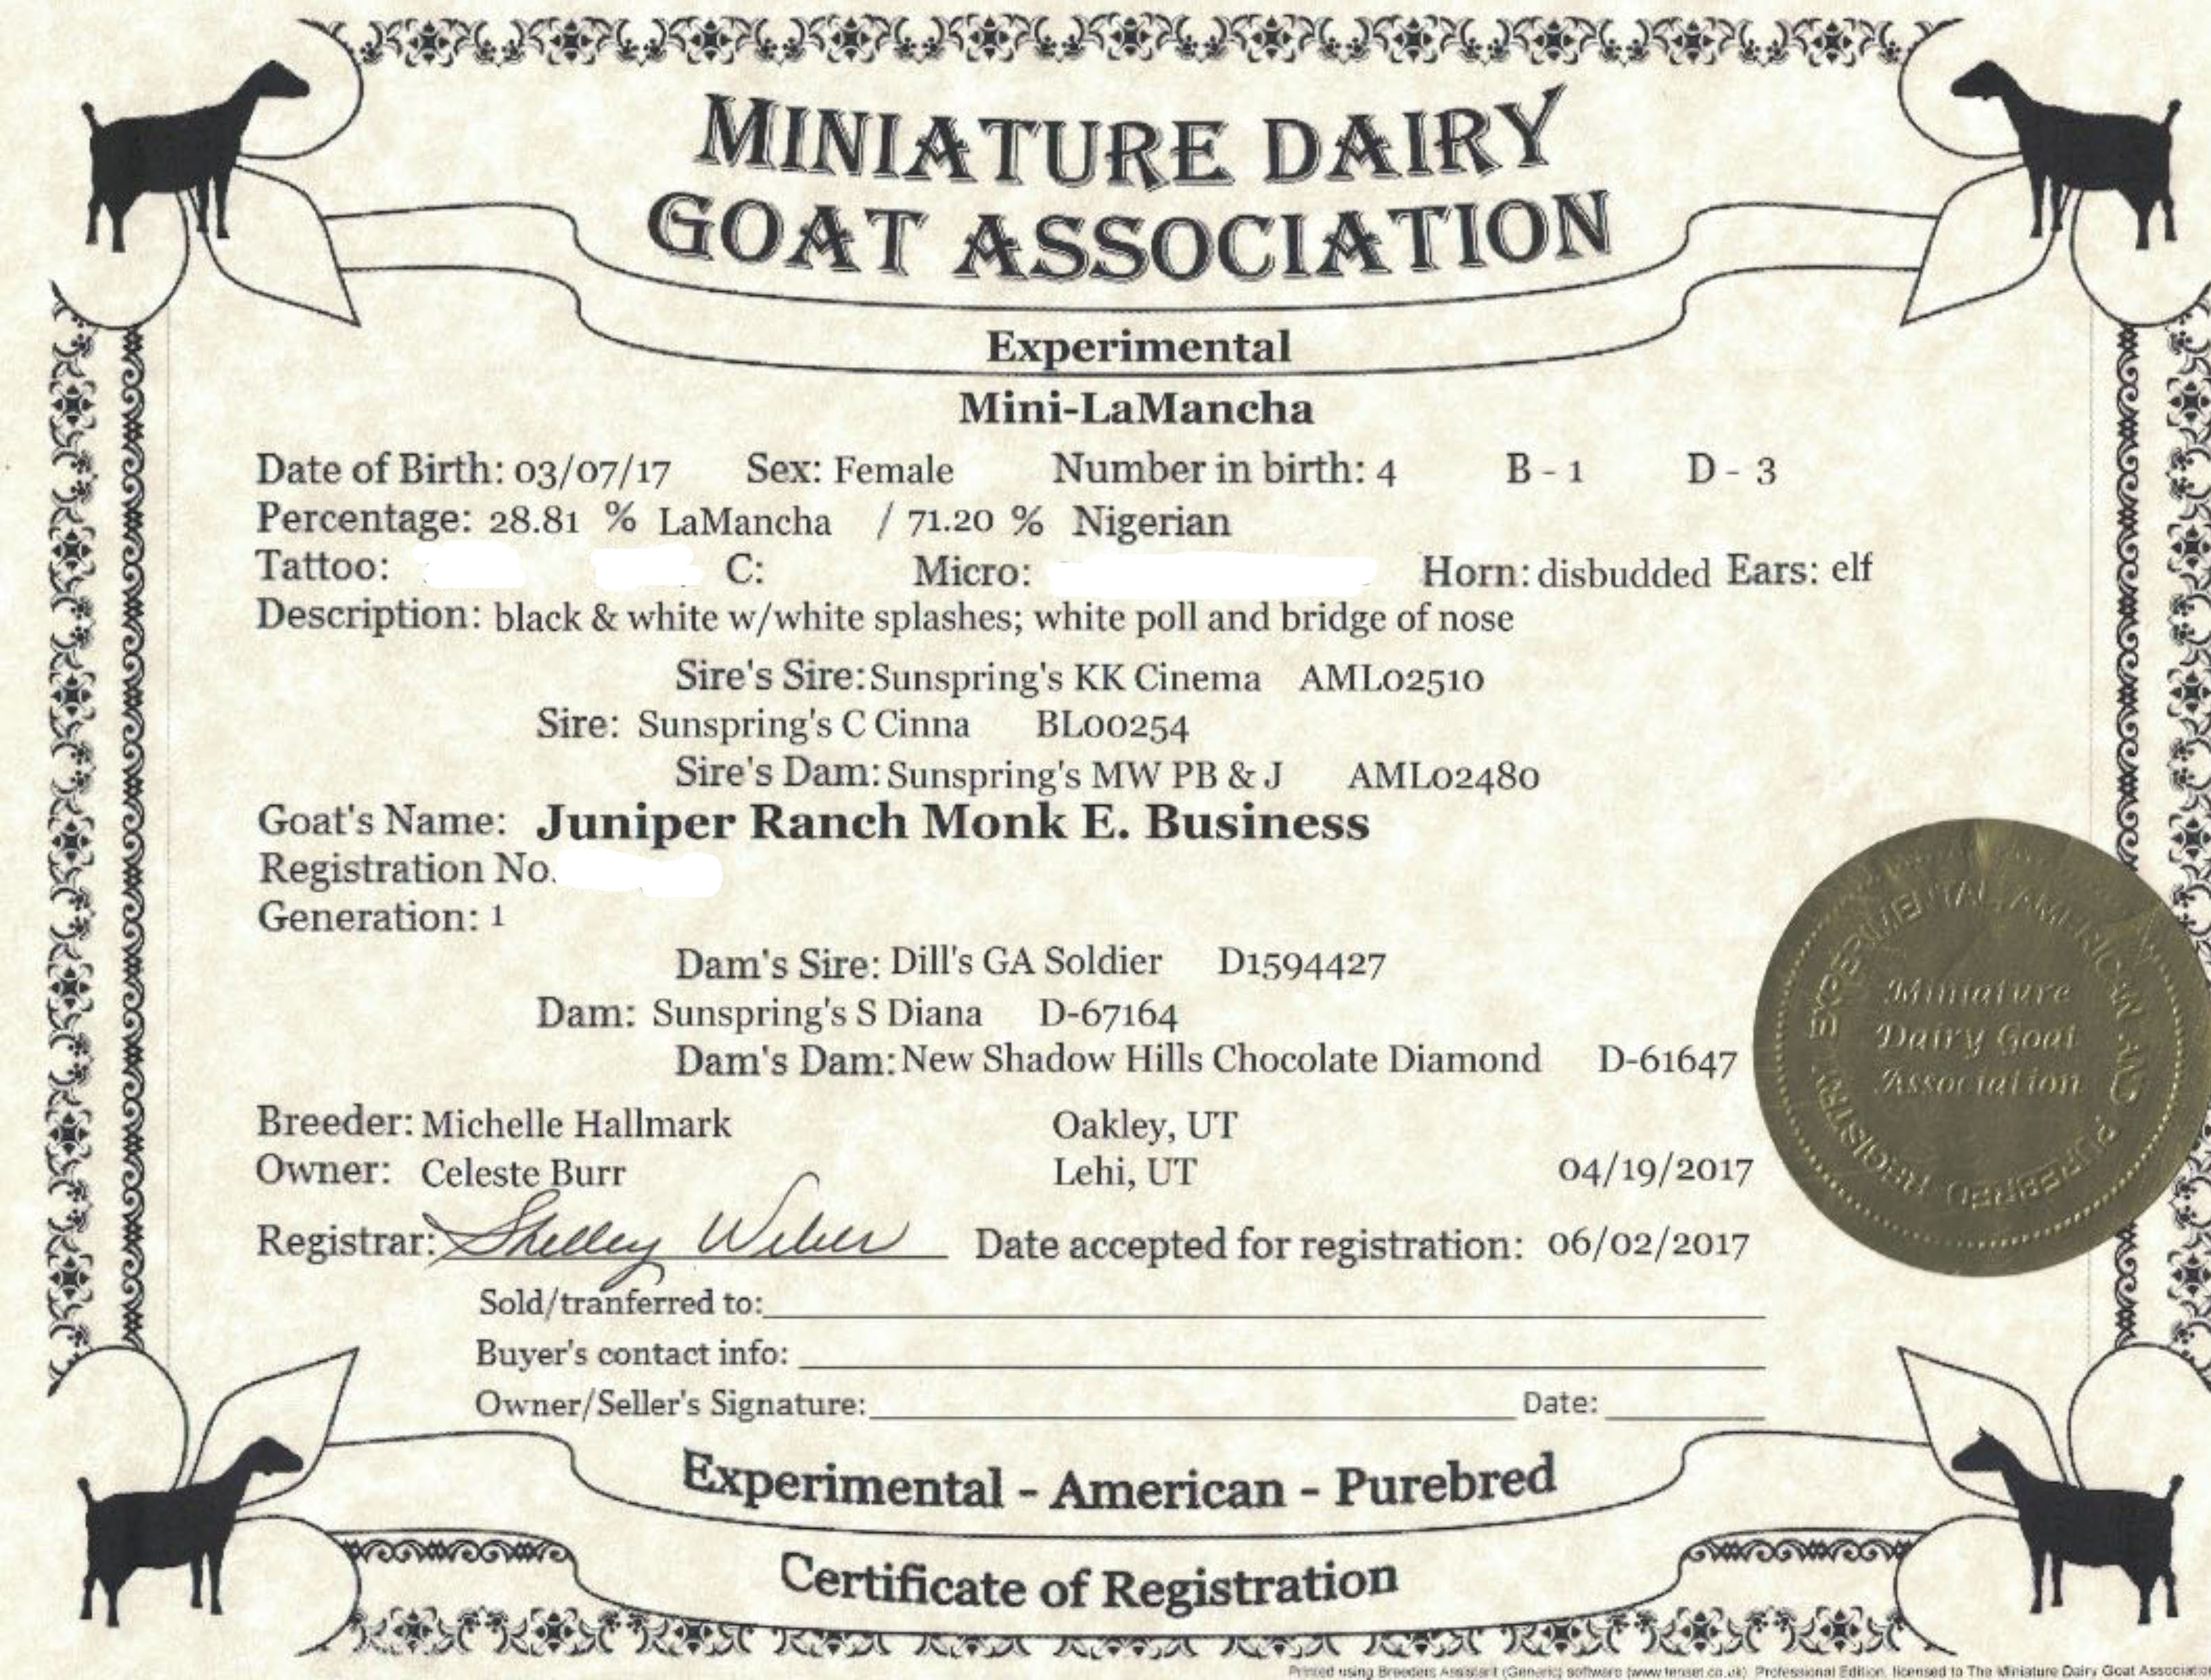 MINIATURE DAIRY
GOAT ASSOCIATION
Experimental
Mini-LaMancha
Date of Birth: 03/07/17 Sex: Female Number in birth: 4 B - 1 D - 3
Percentage: 28.81 % LaMancha / 71.20 % Nigerian
Tattoo: C: Micro: Horn: disbudded Ears: elf
Description: black & white w/white splashes; white poll and bridge of nose
Sire's Sire: Sunspring's KK Cinema AML02510
Sire: Sunspring's C Cinna BL00254
Sire's Dam: Sunspring's MW PB & J AML02480
Goat's Name: Juniper Ranch Monk E. Business
Registration No.
Generation: 1
Dam's Sire: Dill's GA Soldier D1594427
Dam: Sunspring's S Diana D-67164
Dam's Dam: New Shadow Hills Chocolate Diamond D-61647
EXPERIMENTAL, AMERICAN AND PUREBRED REGISTRY
Miniature
Dairy Goat
Association
Breeder: Michelle Hallmark Oakley, UT
Owner: Celeste Burr Lehi, UT 04/19/2017
Registrar: Shelley Weber Date accepted for registration: 06/02/2017
Sold/tranferred to:
Buyer's contact info:
Owner/Seller's Signature: Date:
Experimental - American - Purebred
Certificate of Registration
Printed using Breeders Assistant (Generic) software (www.tenset.co.uk) Professional Edition, licensed to The Miniature Dairy Goat Associatio